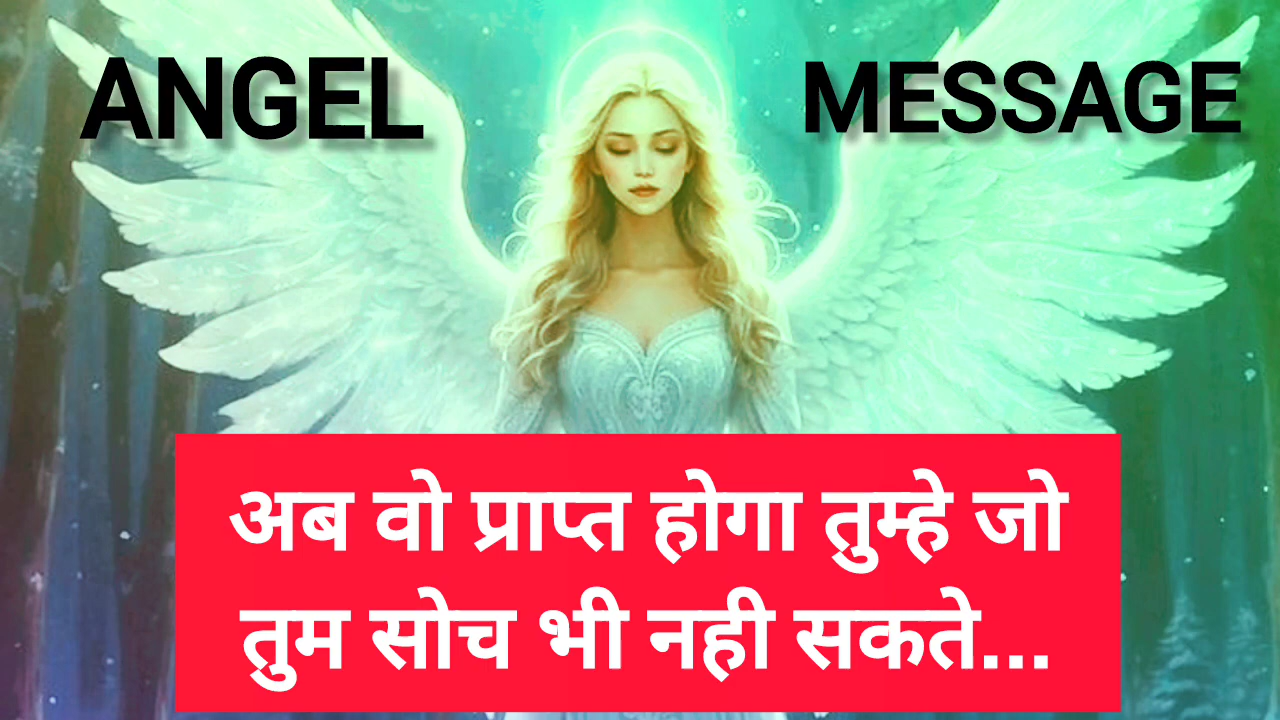 ANGEL MESSAGE
अब वो प्राप्त होगा तुम्हे जो
तुम सोच भी नही सकते...